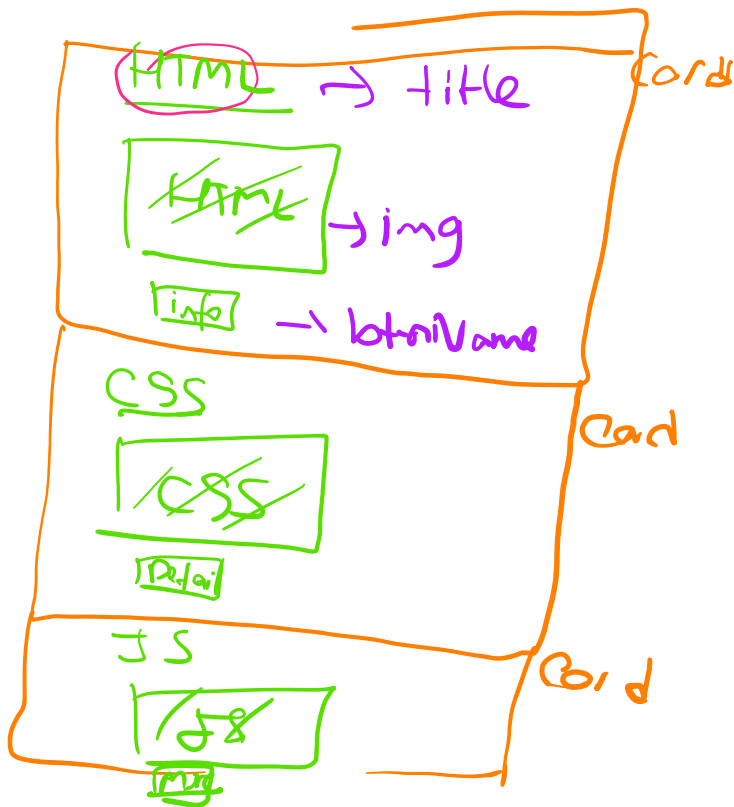 HTML → title
Card
HTML → img
info → btnName
CSS
Card
CSS
Detail
JS
Card
JS